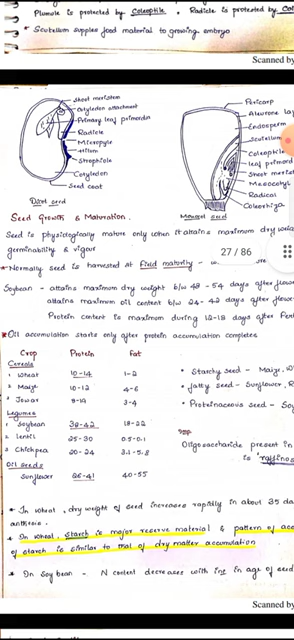 Plumule is protected by Coleoptile. Radicle is protected by Col
* Scutellum supplies food material to growing embryo
Scanned by
Shoot meristem
Cotyledon attachment
Primary leaf primordia
Radicle
Micropyle
Hilum
Strophiole
Cotyledon
Seed coat
Dicot seed
Pericarp
Aleurone lay
Endosperm
Scutellum
Coleoptile
leaf primord
Shoot merist
Mesocotyl
Radical
Coleorhiza
Monocot seed
Seed Growth & Maturation.
Seed is physiologically mature only when it attains maximum dry weig
germinability & vigor
27 / 86
* Normally seed is harvested at field maturity -
Soybean - attains maximum dry weight b/w 48 - 54 days after flowe
attains maximum oil content b/w 24 - 42 days after flower
Protein content is maximum during 12-18 days after Fert
* Oil accumulation starts only after protein accumulation completes
Crop Protein Fat
Cereals
1. Wheat 10-14 1-2
2. Maize 10-12 4-6
3. Jowar 8-14 3-4
Legumes
1. Soybean 38-42 18-22
2. Lentil 25-30 0.5-0.1
3. Chickpea 20-24 3.1-5.8
Oil Seeds
Sunflower 40-55
* Starchy seed - Maize, W
* fatty seed - Sunflower, R
* Proteinaceous seed - Soy
Oligosaccharide present in
is 'raffinos
* In wheat, dry weight of seed increases rapidly in about 35 da
anthesis.
* In wheat, starch is major reserve material & pattern of acc
of starch is similar to that of dry matter accumulation
* In Soybean - N content decreases with inc in age of seed
Scanned by